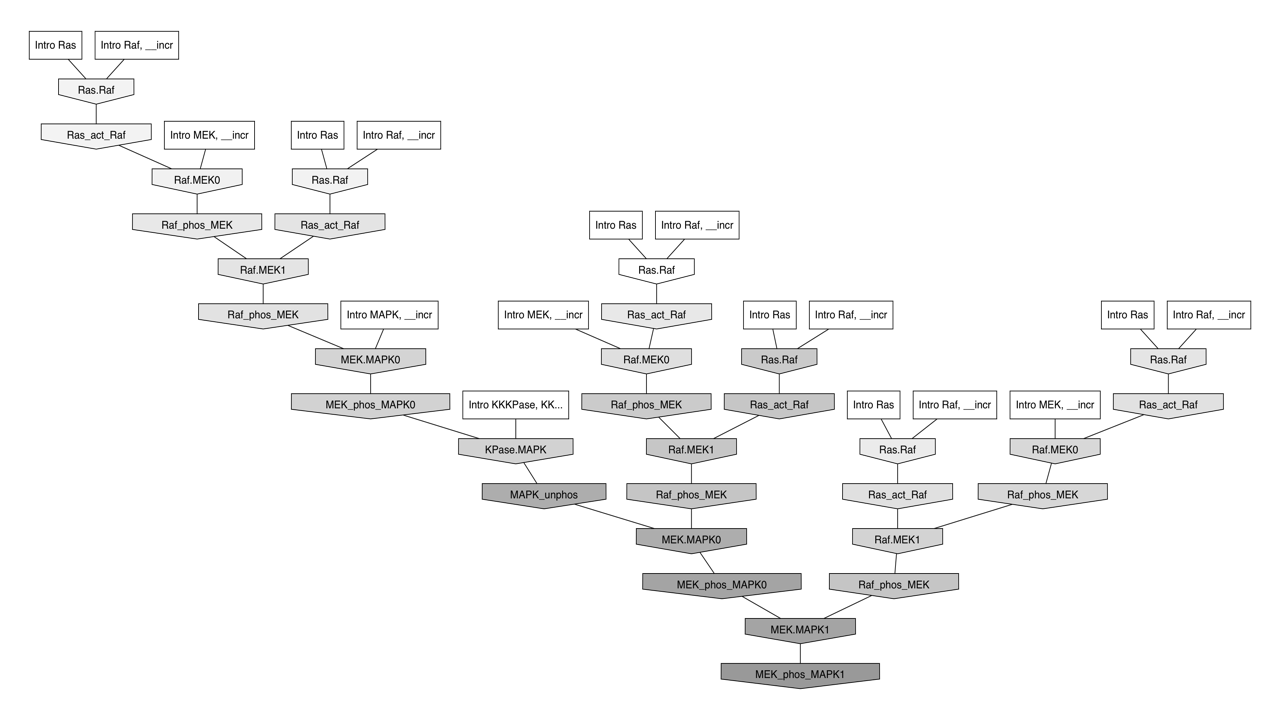 Intro Ras
Intro Raf, __incr
Ras.Raf
Ras_act_Raf
Intro MEK, __incr
Intro Ras
Intro Raf, __incr
Raf.MEK0
Ras.Raf
Raf_phos_MEK
Ras_act_Raf
Intro Ras
Intro Raf, __incr
Raf.MEK1
Ras.Raf
Raf_phos_MEK
Intro MAPK, __incr
Intro MEK, __incr
Ras_act_Raf
Intro Ras
Intro Raf, __incr
Intro Ras
Intro Raf, __incr
MEK.MAPK0
Raf.MEK0
Ras.Raf
Ras.Raf
MEK_phos_MAPK0
Intro KKKPase, KK...
Raf_phos_MEK
Ras_act_Raf
Intro Ras
Intro Raf, __incr
Intro MEK, __incr
Ras_act_Raf
KPase.MAPK
Raf.MEK1
Ras.Raf
Raf.MEK0
MAPK_unphos
Raf_phos_MEK
Ras_act_Raf
Raf_phos_MEK
MEK.MAPK0
Raf.MEK1
MEK_phos_MAPK0
Raf_phos_MEK
MEK.MAPK1
MEK_phos_MAPK1